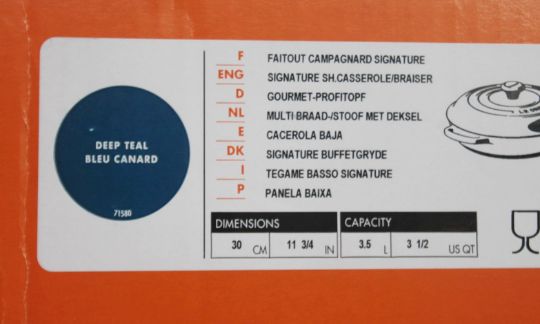 DEEP TEAL
BLEU CANARD
71580
F FAITOUT CAMPAGNARD SIGNATURE
ENG SIGNATURE SH.CASSEROLE/BRAISER
D GOURMET-PROFITOPF
NL MULTI BRAAD-/STOOF MET DEKSEL
E CACEROLA BAJA
DK SIGNATURE BUFFETGRYDE
I TEGAME BASSO SIGNATURE
P PANELA BAIXA
DIMENSIONS CAPACITY
30 CM 11 3/4 IN 3.5 L 3 1/2 US QT